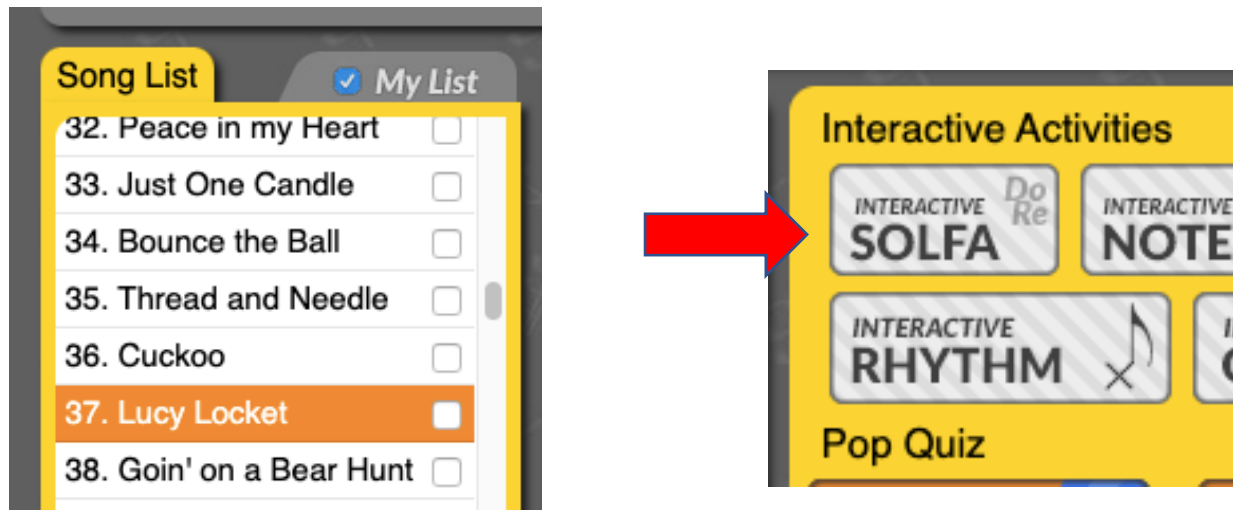 Song List
My List
32. Peace in my Heart
33. Just One Candle
34. Bounce the Ball
35. Thread and Needle
36. Cuckoo
37. Lucy Locket
38. Goin' on a Bear Hunt
Interactive Activities
INTERACTIVE
SOLFA
Do
Re
INTERACTIVE
NOTE
INTERACTIVE
RHYTHM
Pop Quiz